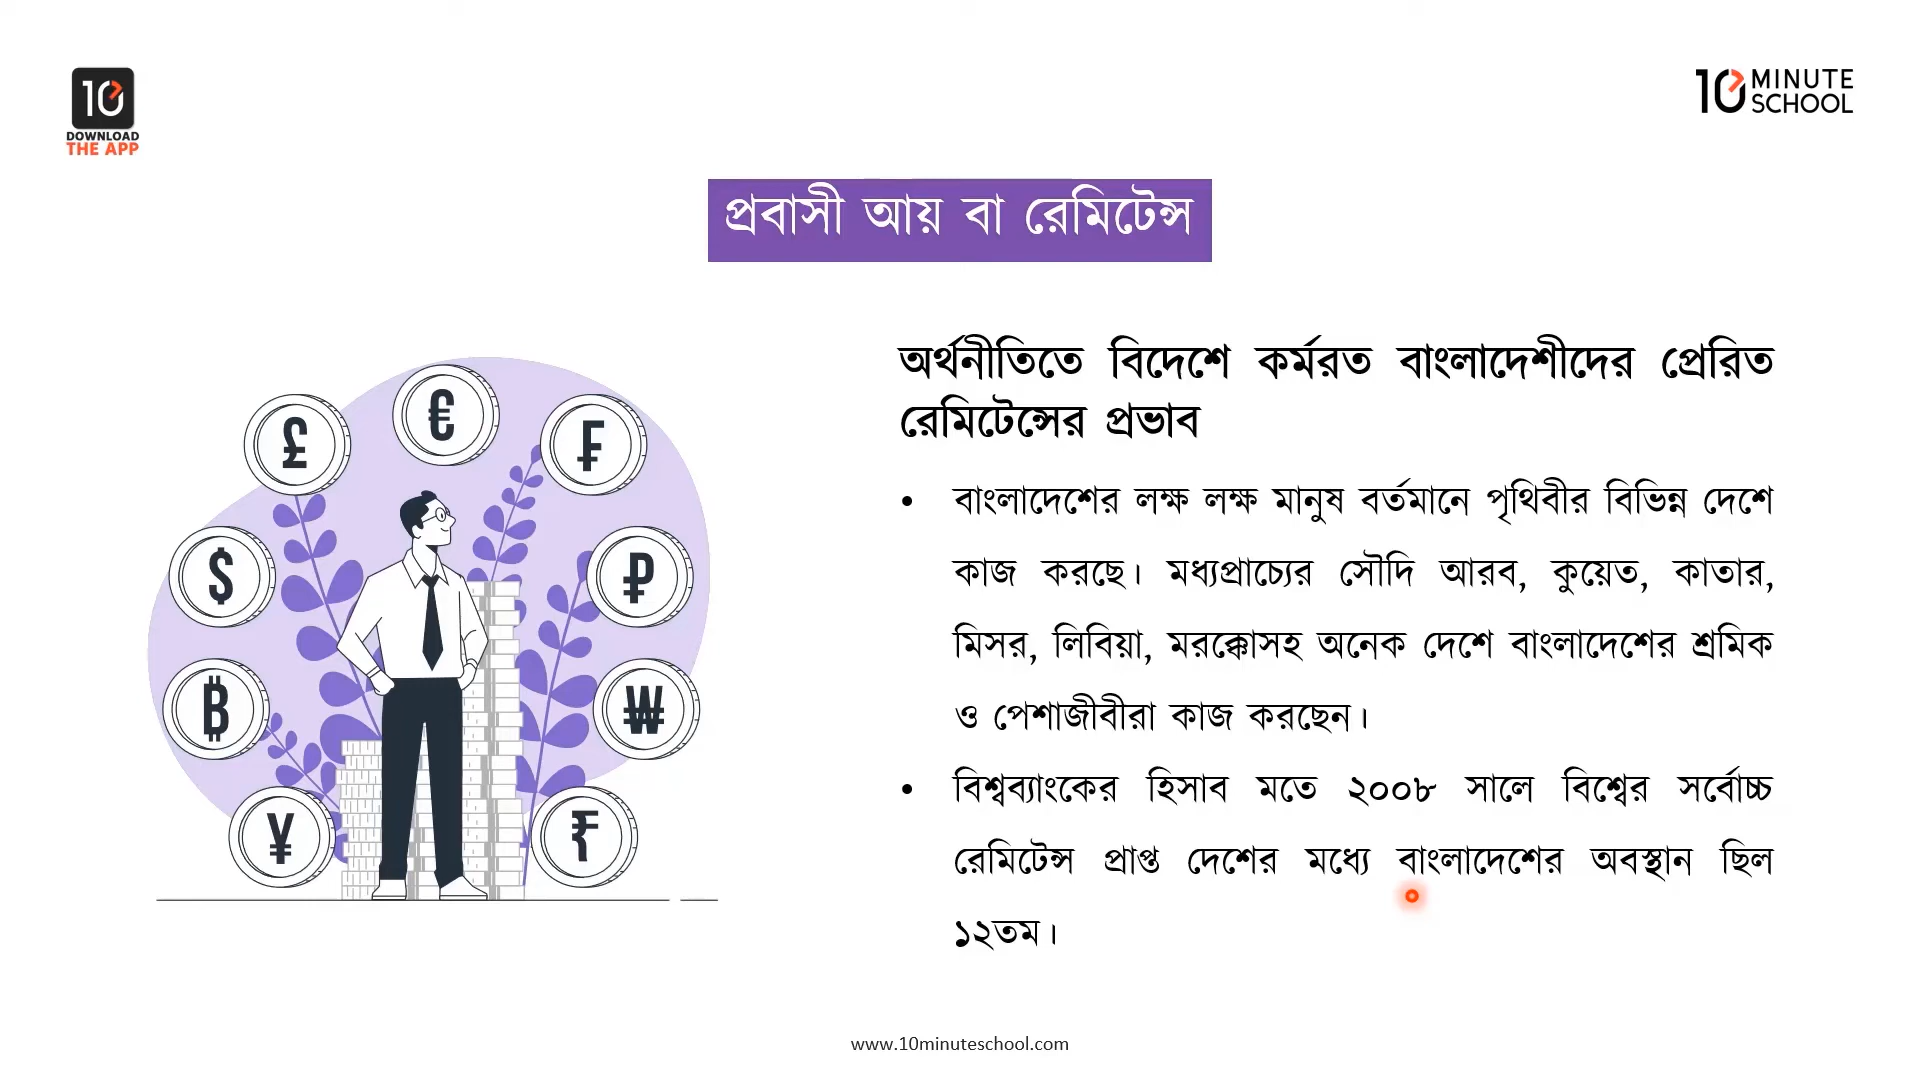 10
DOWNLOAD
THE APP
10 MINUTE
SCHOOL
প্রবাসী আয় বা রেমিটেন্স
অর্থনীতিতে বিদেশে কর্মরত বাংলাদেশীদের প্রেরিত
রেমিটেন্সের প্রভাব
• বাংলাদেশের লক্ষ লক্ষ মানুষ বর্তমানে পৃথিবীর বিভিন্ন দেশে
কাজ করছে। মধ্যপ্রাচ্যের সৌদি আরব, কুয়েত, কাতার,
মিসর, লিবিয়া, মরক্কোসহ অনেক দেশে বাংলাদেশের শ্রমিক
ও পেশাজীবীরা কাজ করছেন।
• বিশ্বব্যাংকের হিসাব মতে ২০০৮ সালে বিশ্বের সর্বোচ্চ
রেমিটেন্স প্রাপ্ত দেশের মধ্যে বাংলাদেশের অবস্থান ছিল
১২তম।
£ € ₣
$ ₽
₿ ₩
¥ ₹
www.10minuteschool.com